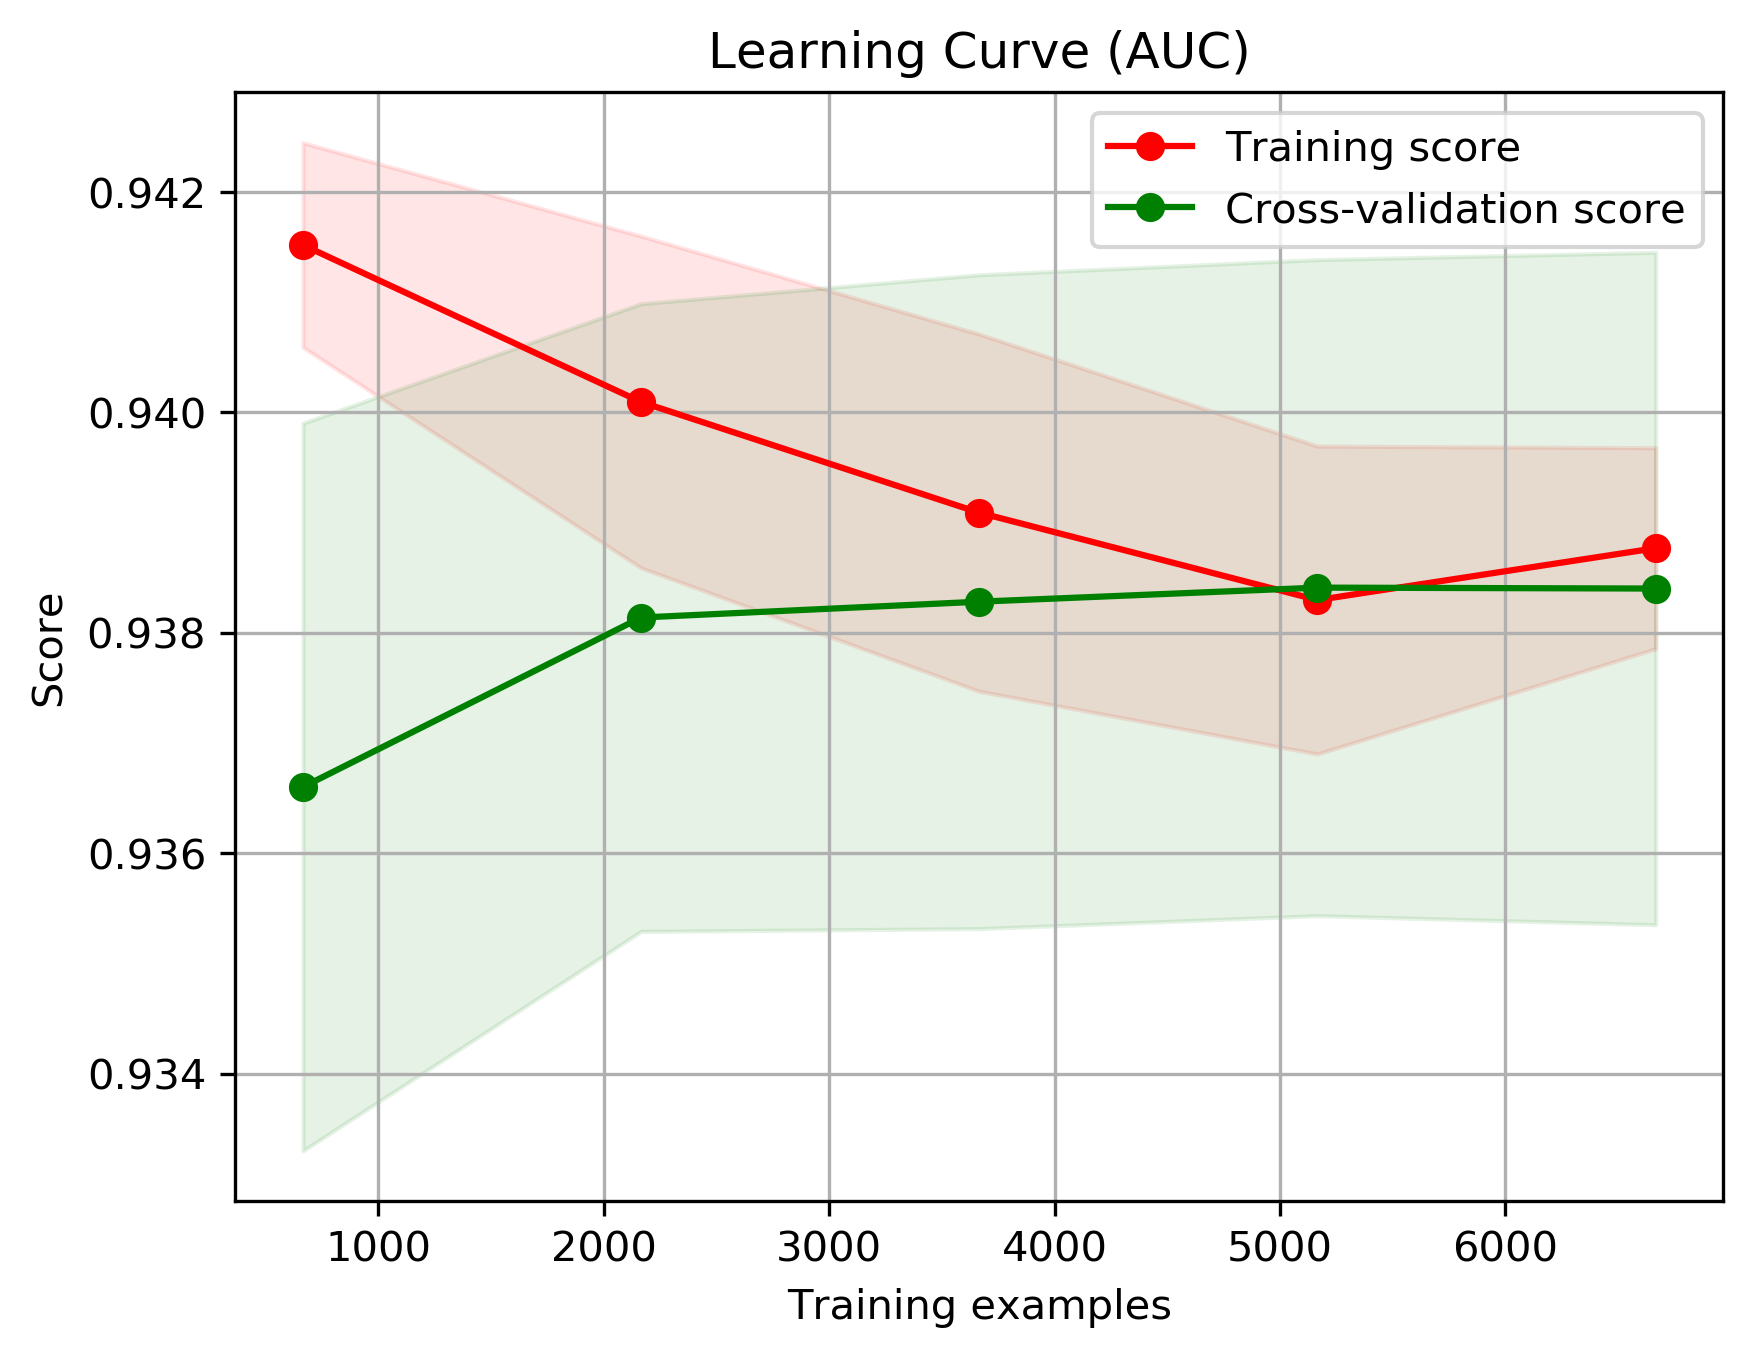 Learning Curve (AUC)
Training score
Cross-validation score
0.942
0.940
0.938
0.936
0.934
Score
1000 2000 3000 4000 5000 6000
Training examples